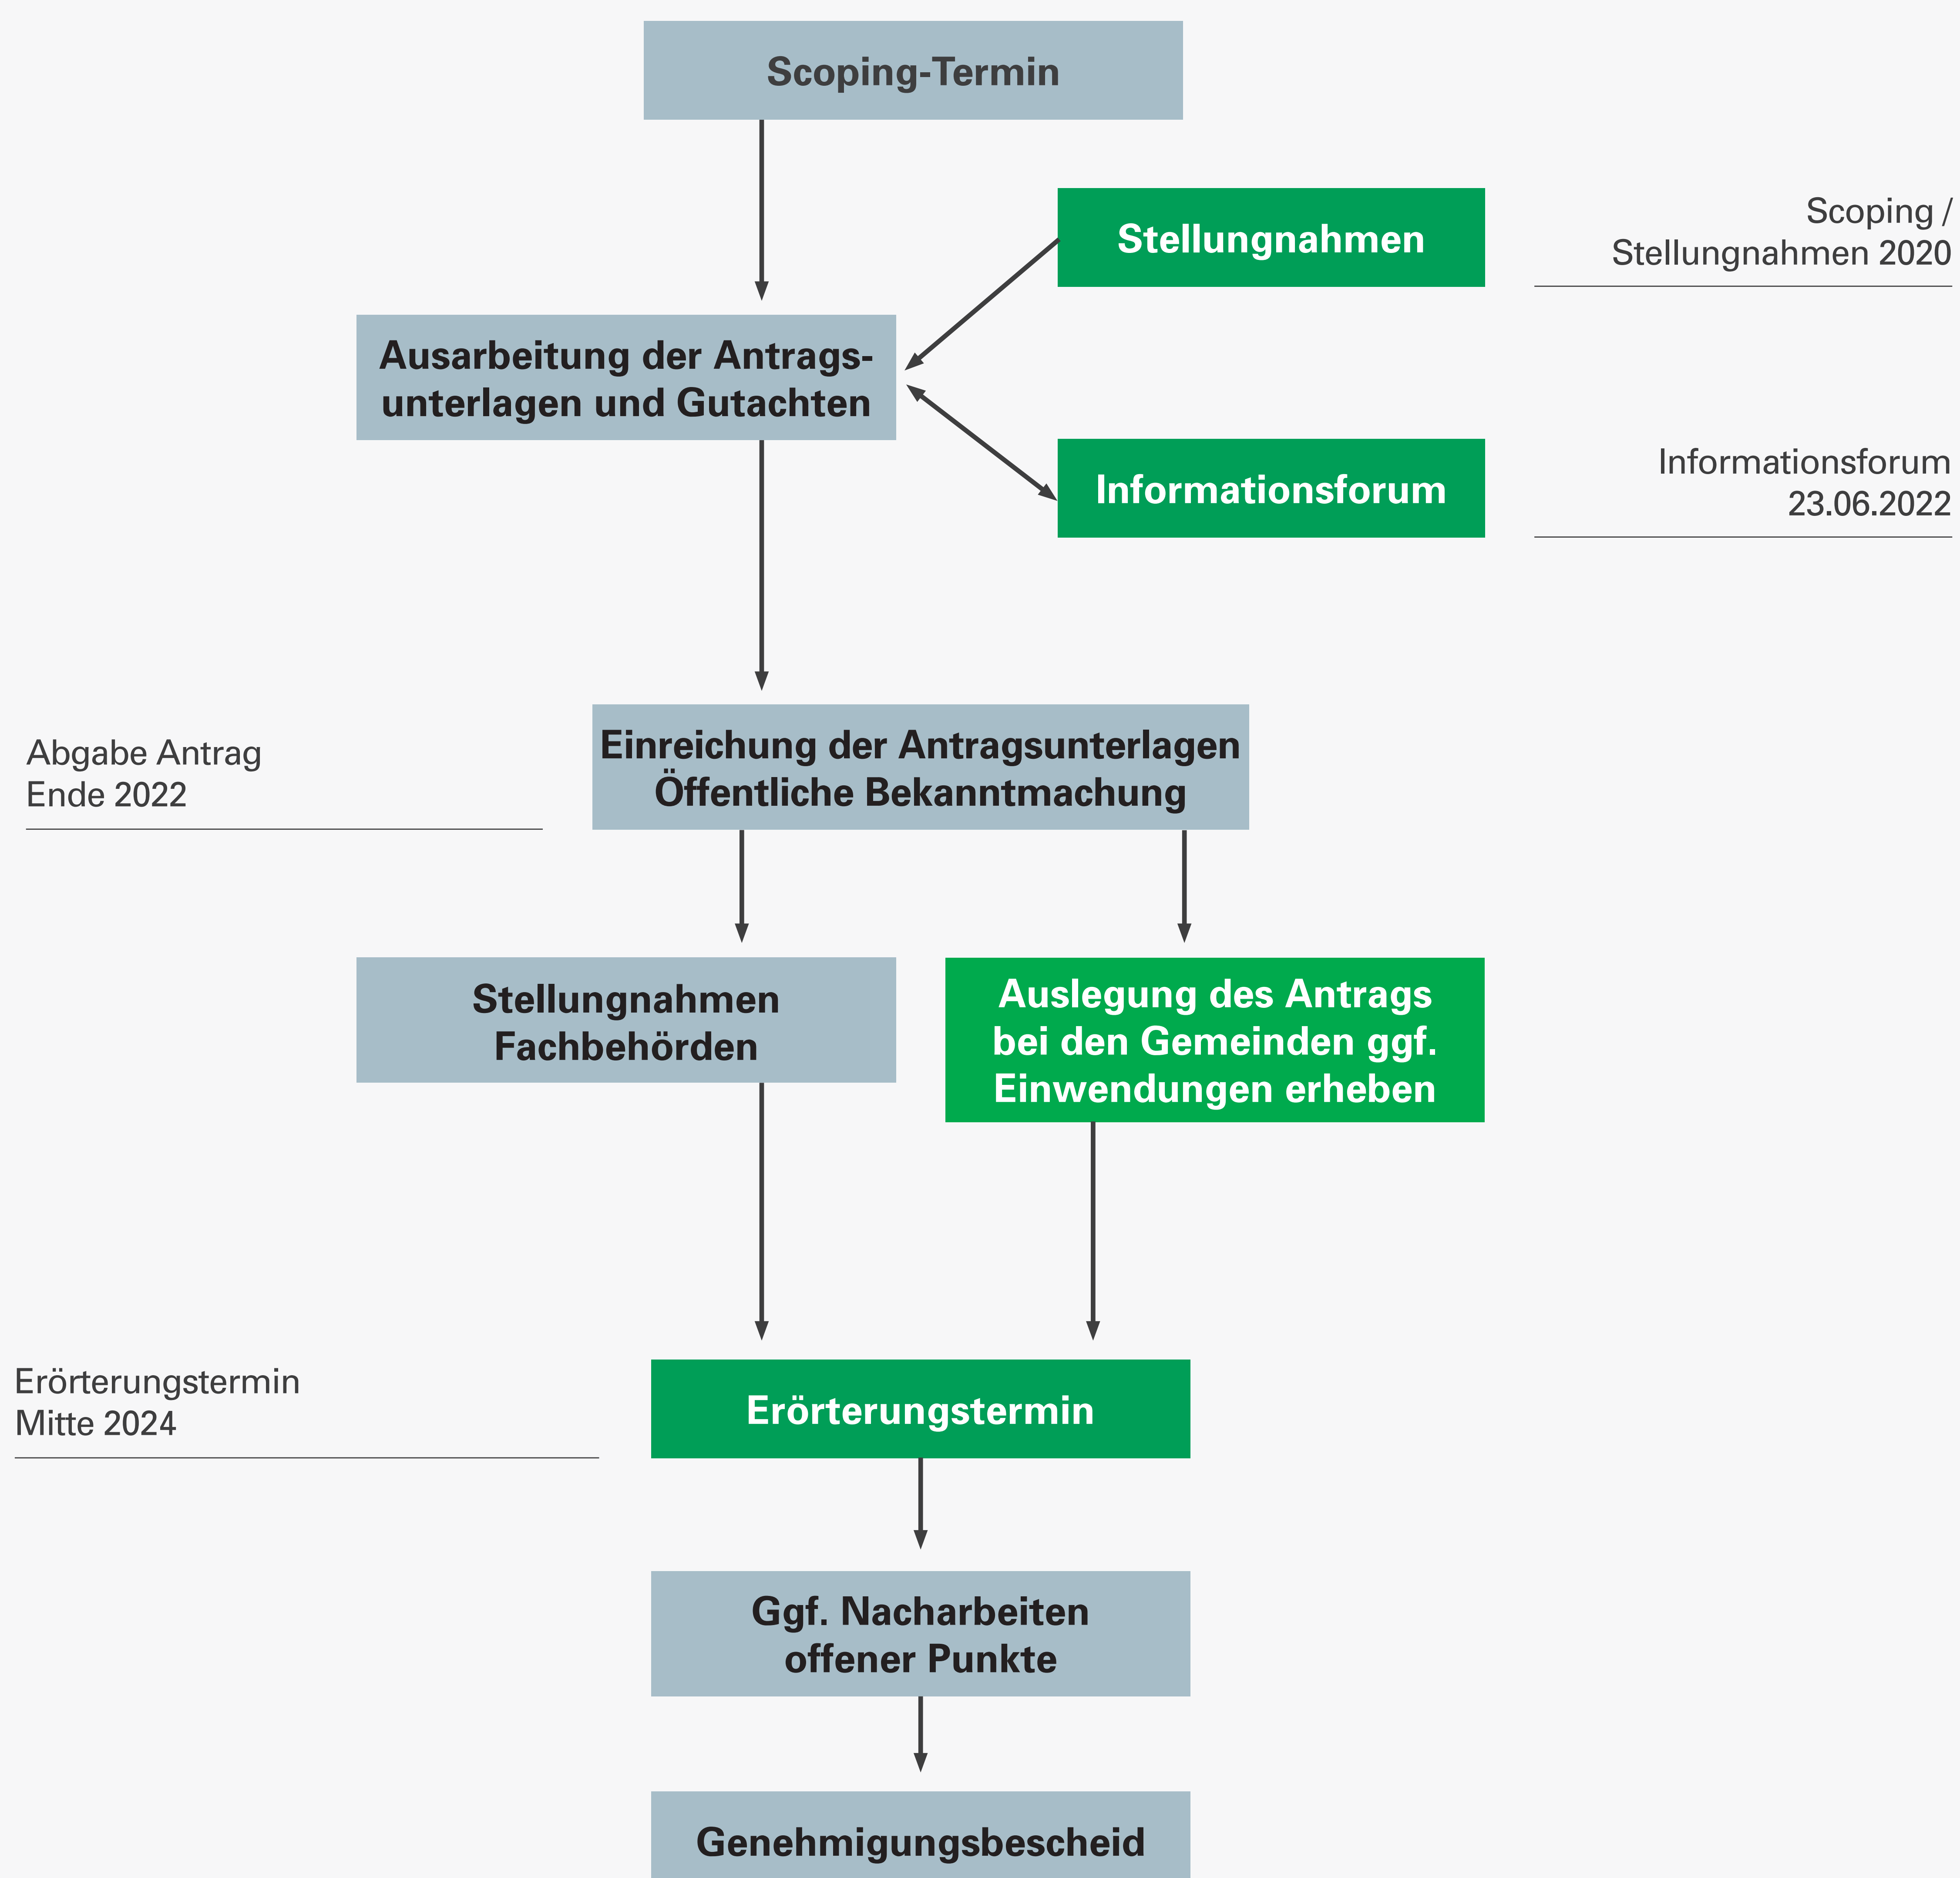 Scoping-Termin
Stellungnahmen
Scoping /
Stellungnahmen 2020
Ausarbeitung der Antrags-
unterlagen und Gutachten
Informationsforum
Informationsforum
23.06.2022
Abgabe Antrag
Ende 2022
Einreichung der Antragsunterlagen
Öffentliche Bekanntmachung
Stellungnahmen
Fachbehörden
Auslegung des Antrags
bei den Gemeinden ggf.
Einwendungen erheben
Erörterungstermin
Mitte 2024
Erörterungstermin
Ggf. Nacharbeiten
offener Punkte
Genehmigungsbescheid